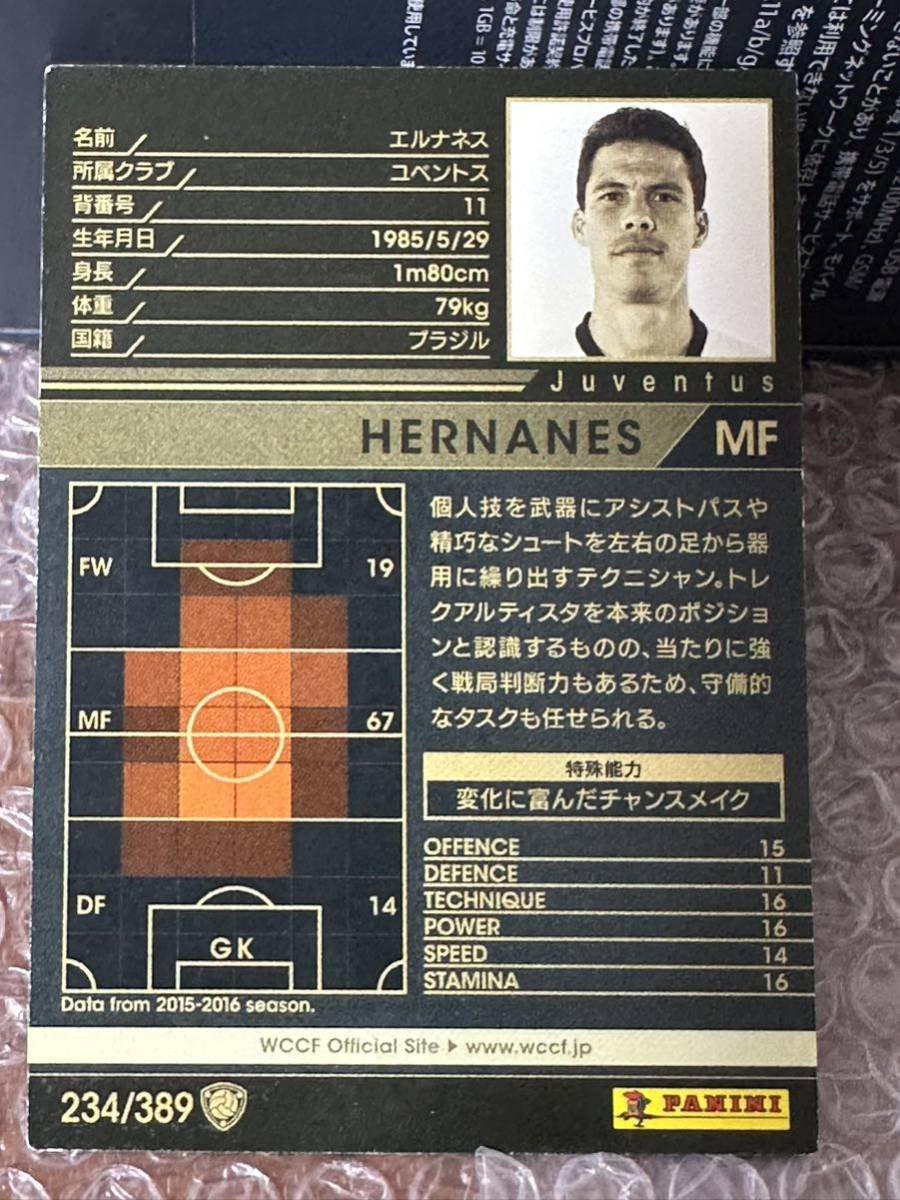 名前 エルナネス
所属クラブ ユベントス
背番号 11
生年月日 1985/5/29
身長 1m80cm
体重 79kg
国籍 ブラジル
Juventus
HERNANES MF
FW 19
MF 67
DF 14
GK
Data from 2015-2016 season.
個人技を武器にアシストパスや
精巧なシュートを左右の足から器
用に繰り出すテクニシャン。トレ
クアルティスタを本来のポジショ
ンと認識するものの、当たりに強
く戦局判断力もあるため、守備的
なタスクも任せられる。
特殊能力
変化に富んだチャンスメイク
OFFENCE 15
DEFENCE 11
TECHNIQUE 16
POWER 16
SPEED 14
STAMINA 16
WCCF Official Site ▶ www.wccf.jp
234/389
PANINI